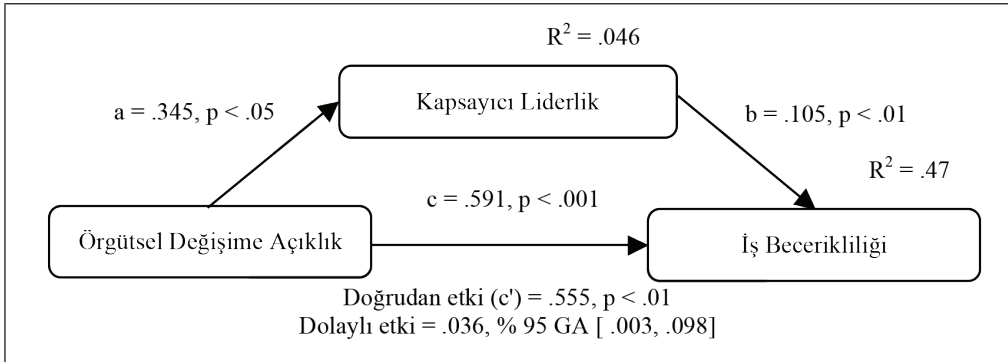 R² = .046
Kapsayıcı Liderlik
a = .345, p < .05
b = .105, p < .01
R² = .47
c = .591, p < .001
Örgütsel Değişime Açıklık
İş Becerikliliği
Doğrudan etki (c') = .555, p < .01
Dolaylı etki = .036, % 95 GA [ .003, .098]